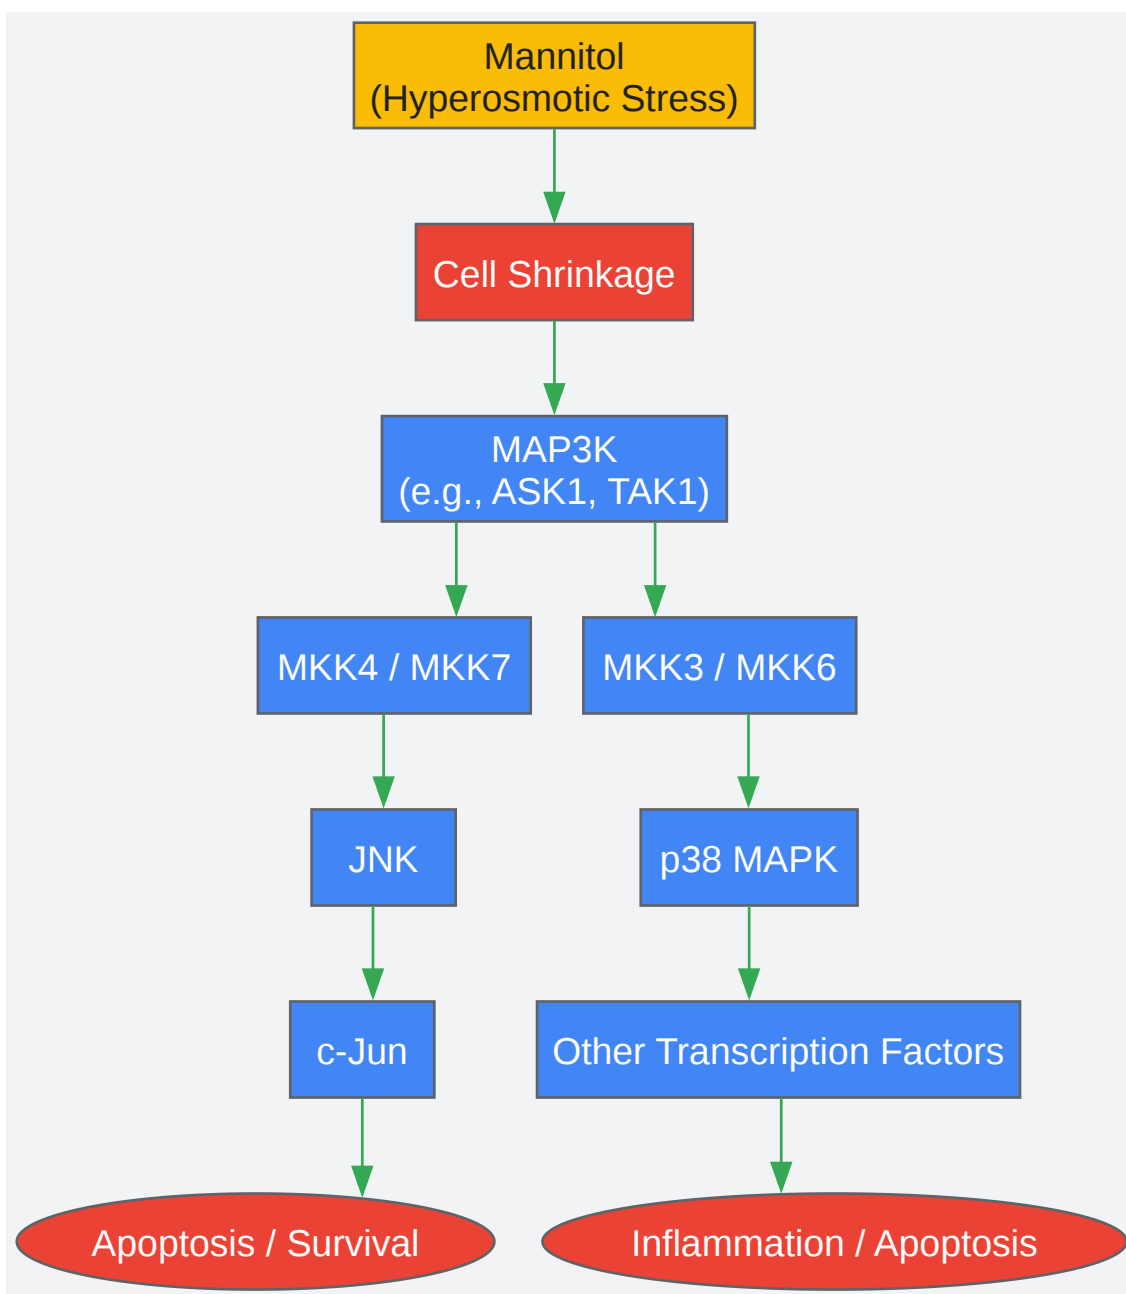 Mannitol
(Hyperosmotic Stress)
Cell Shrinkage
MAP3K
(e.g., ASK1, TAK1)
MKK4 / MKK7
MKK3 / MKK6
JNK
p38 MAPK
c-Jun
Other Transcription Factors
Apoptosis / Survival
Inflammation / Apoptosis